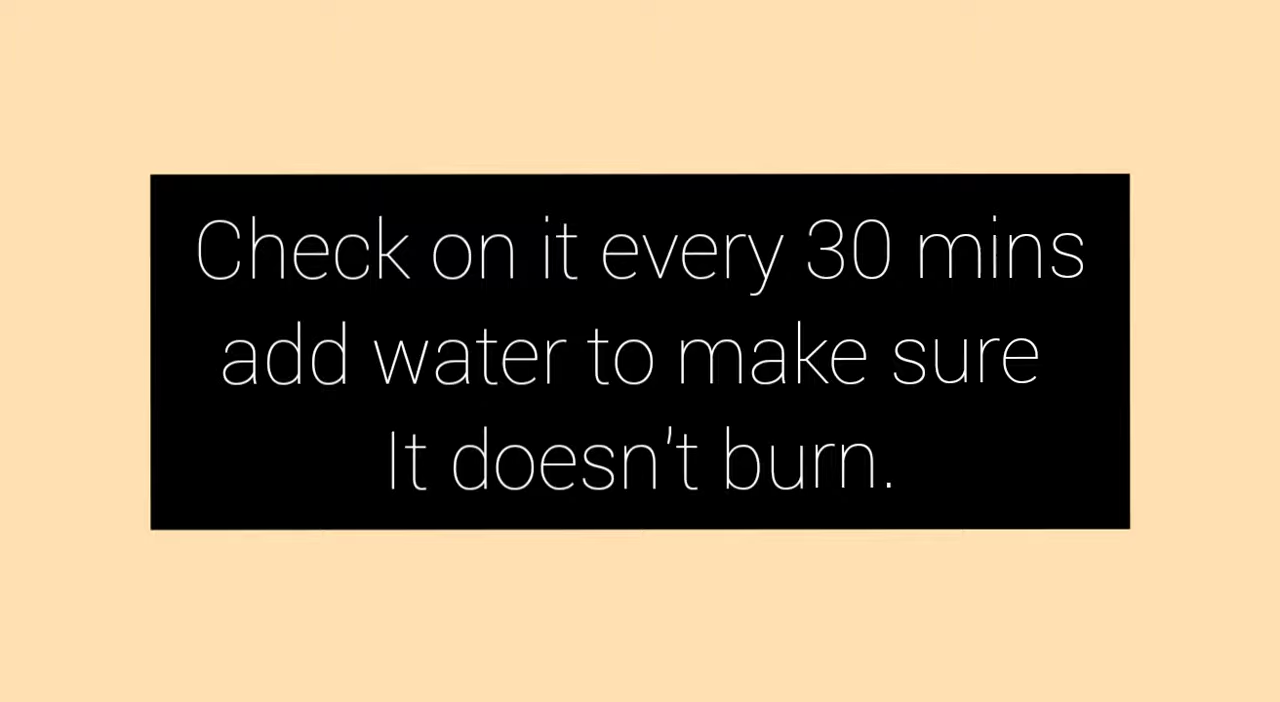 Check on it every 30 mins
add water to make sure
It doesn't burn.